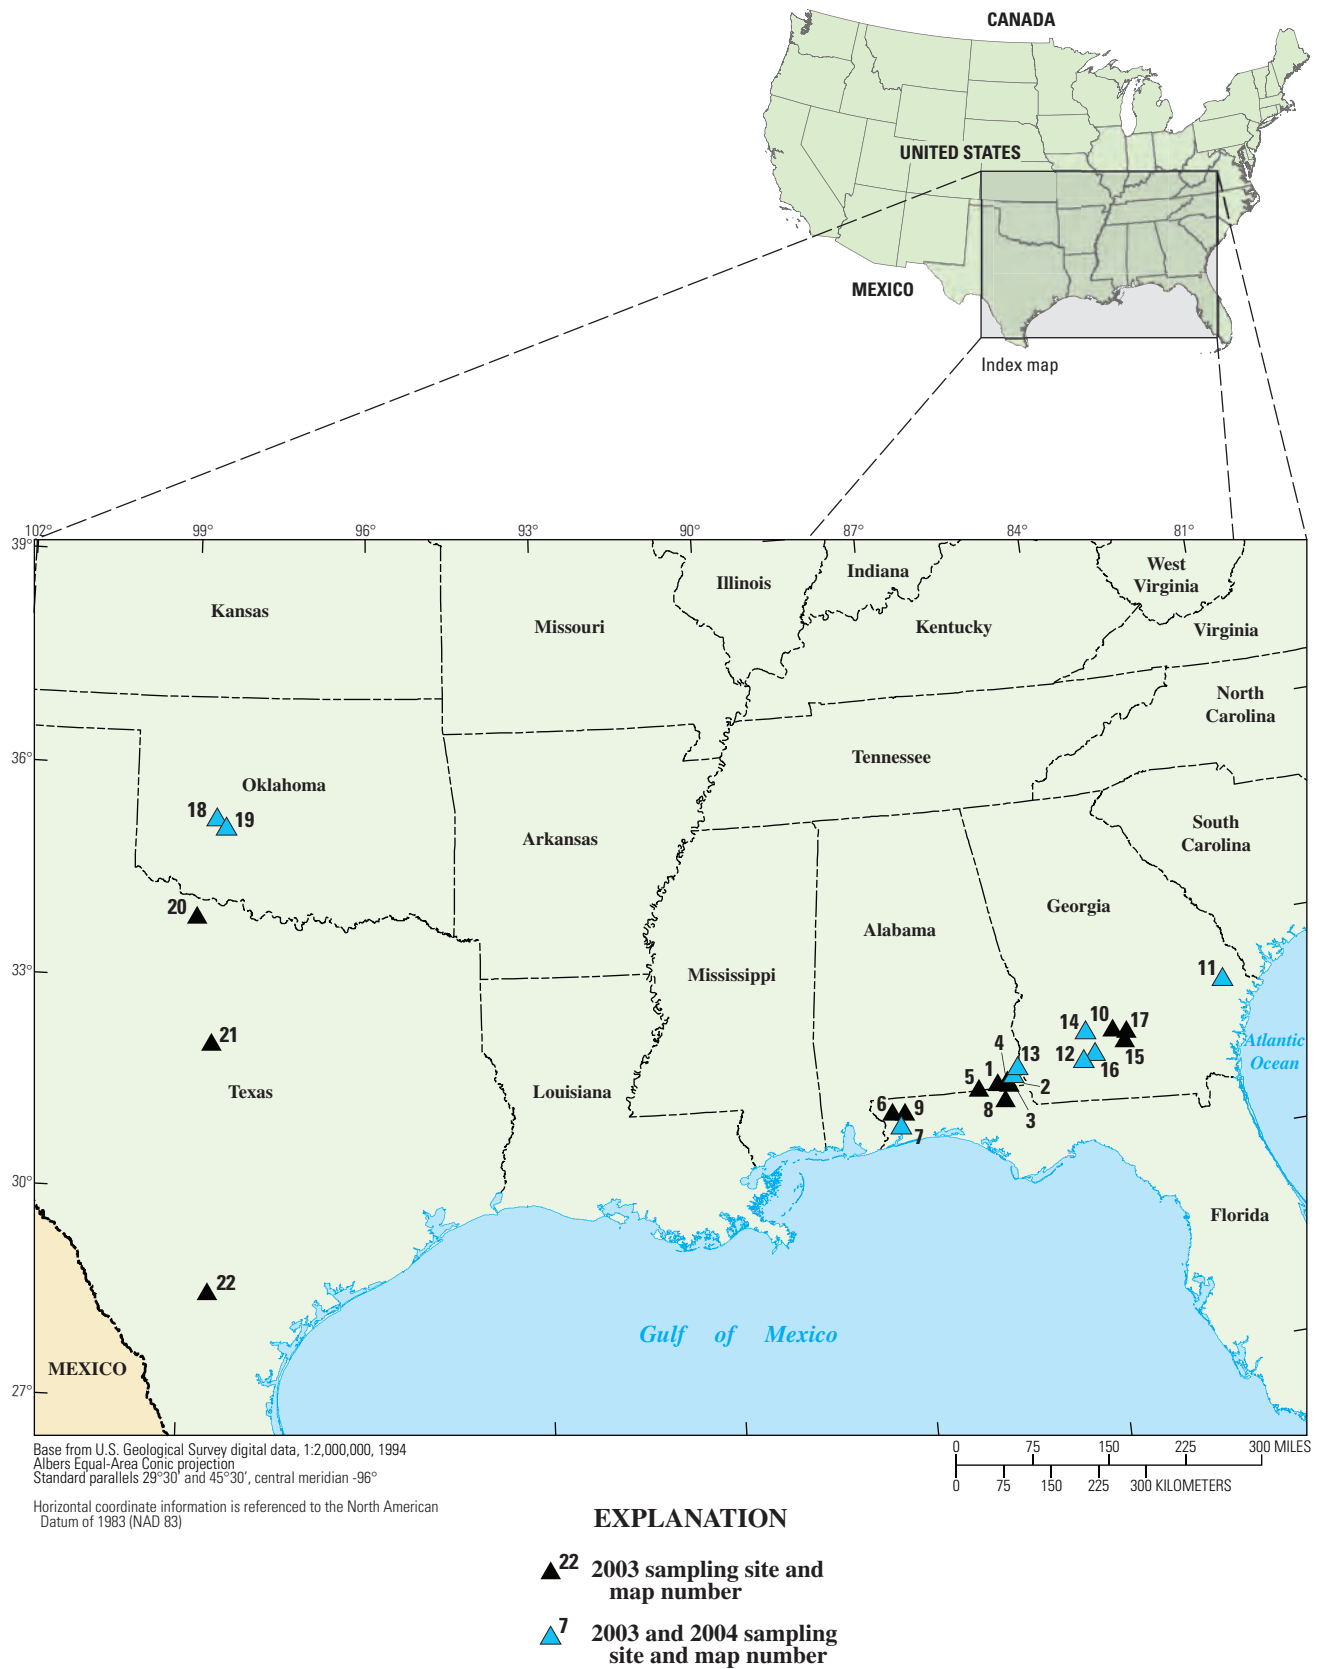 CANADA
UNITED STATES
MEXICO
Index map
102° 99° 96° 93° 90° 87° 84° 81°
39°
36°
33°
30°
27°
Kansas
Missouri
Illinois
Indiana
Kentucky
West
Virginia
Virginia
North
Carolina
Tennessee
Oklahoma
Arkansas
South
Carolina
Georgia
Alabama
Mississippi
Texas
Louisiana
Florida
MEXICO
Atlantic
Ocean
Gulf of Mexico
18
19
20
21
22
11
14
10
17
12
16
15
4
13
1
2
5
8
3
6
9
7
Base from U.S. Geological Survey digital data, 1:2,000,000, 1994
Albers Equal-Area Conic projection
Standard parallels 29°30' and 45°30', central meridian -96°
Horizontal coordinate information is referenced to the North American
Datum of 1983 (NAD 83)
0 75 150 225 300 MILES
0 75 150 225 300 KILOMETERS
EXPLANATION
22 2003 sampling site and
map number
7 2003 and 2004 sampling
site and map number